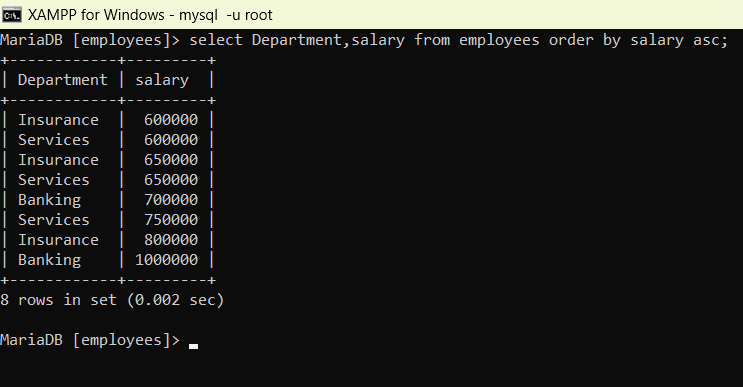 XAMPP for Windows - mysql  -u root
MariaDB [employees]> select Department,salary from employees order by salary asc;
+------------+---------+
| Department | salary  |
+------------+---------+
| Insurance  |  600000 |
| Services   |  600000 |
| Insurance  |  650000 |
| Services   |  650000 |
| Banking    |  700000 |
| Services   |  750000 |
| Insurance  |  800000 |
| Banking    | 1000000 |
+------------+---------+
8 rows in set (0.002 sec)
MariaDB [employees]>